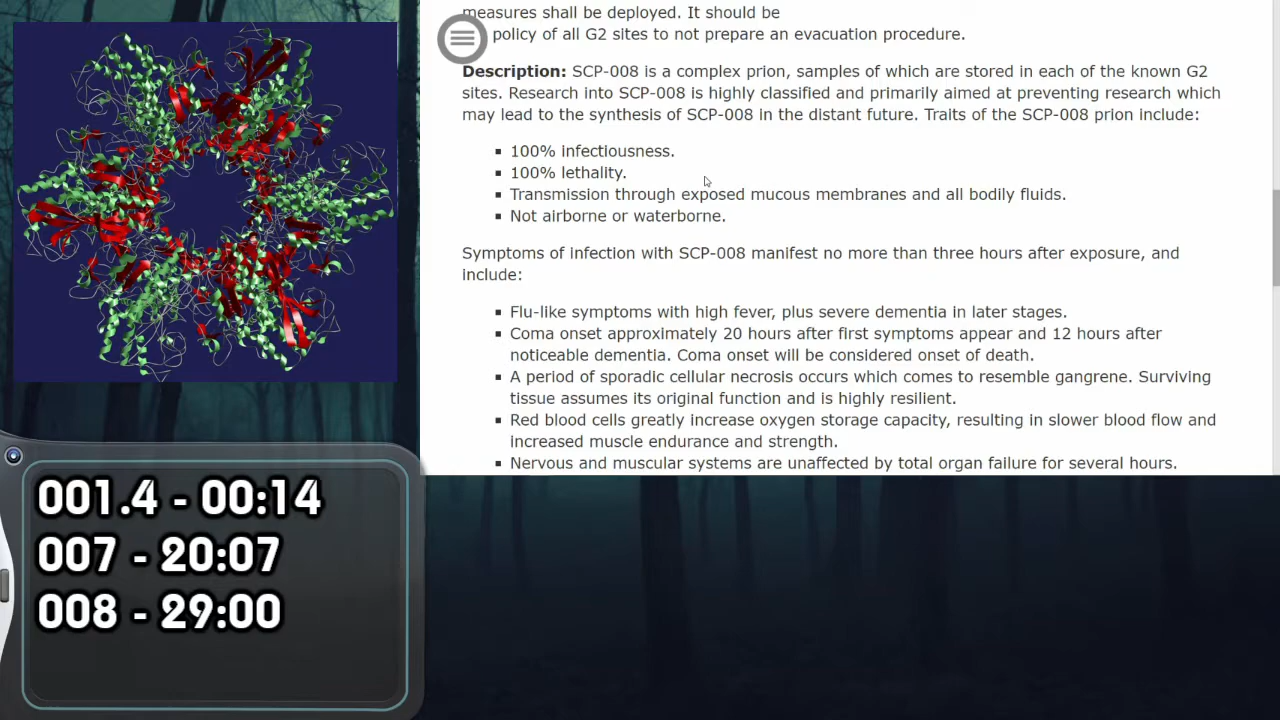 measures shall be deployed. It should be
policy of all G2 sites to not prepare an evacuation procedure.
Description: SCP-008 is a complex prion, samples of which are stored in each of the known G2
sites. Research into SCP-008 is highly classified and primarily aimed at preventing research which
may lead to the synthesis of SCP-008 in the distant future. Traits of the SCP-008 prion include:
▪ 100% infectiousness.
▪ 100% lethality.
▪ Transmission through exposed mucous membranes and all bodily fluids.
▪ Not airborne or waterborne.
Symptoms of infection with SCP-008 manifest no more than three hours after exposure, and
include:
▪ Flu-like symptoms with high fever, plus severe dementia in later stages.
▪ Coma onset approximately 20 hours after first symptoms appear and 12 hours after
noticeable dementia. Coma onset will be considered onset of death.
▪ A period of sporadic cellular necrosis occurs which comes to resemble gangrene. Surviving
tissue assumes its original function and is highly resilient.
▪ Red blood cells greatly increase oxygen storage capacity, resulting in slower blood flow and
increased muscle endurance and strength.
▪ Nervous and muscular systems are unaffected by total organ failure for several hours.
001.4 - 00:14
007 - 20:07
008 - 29:00